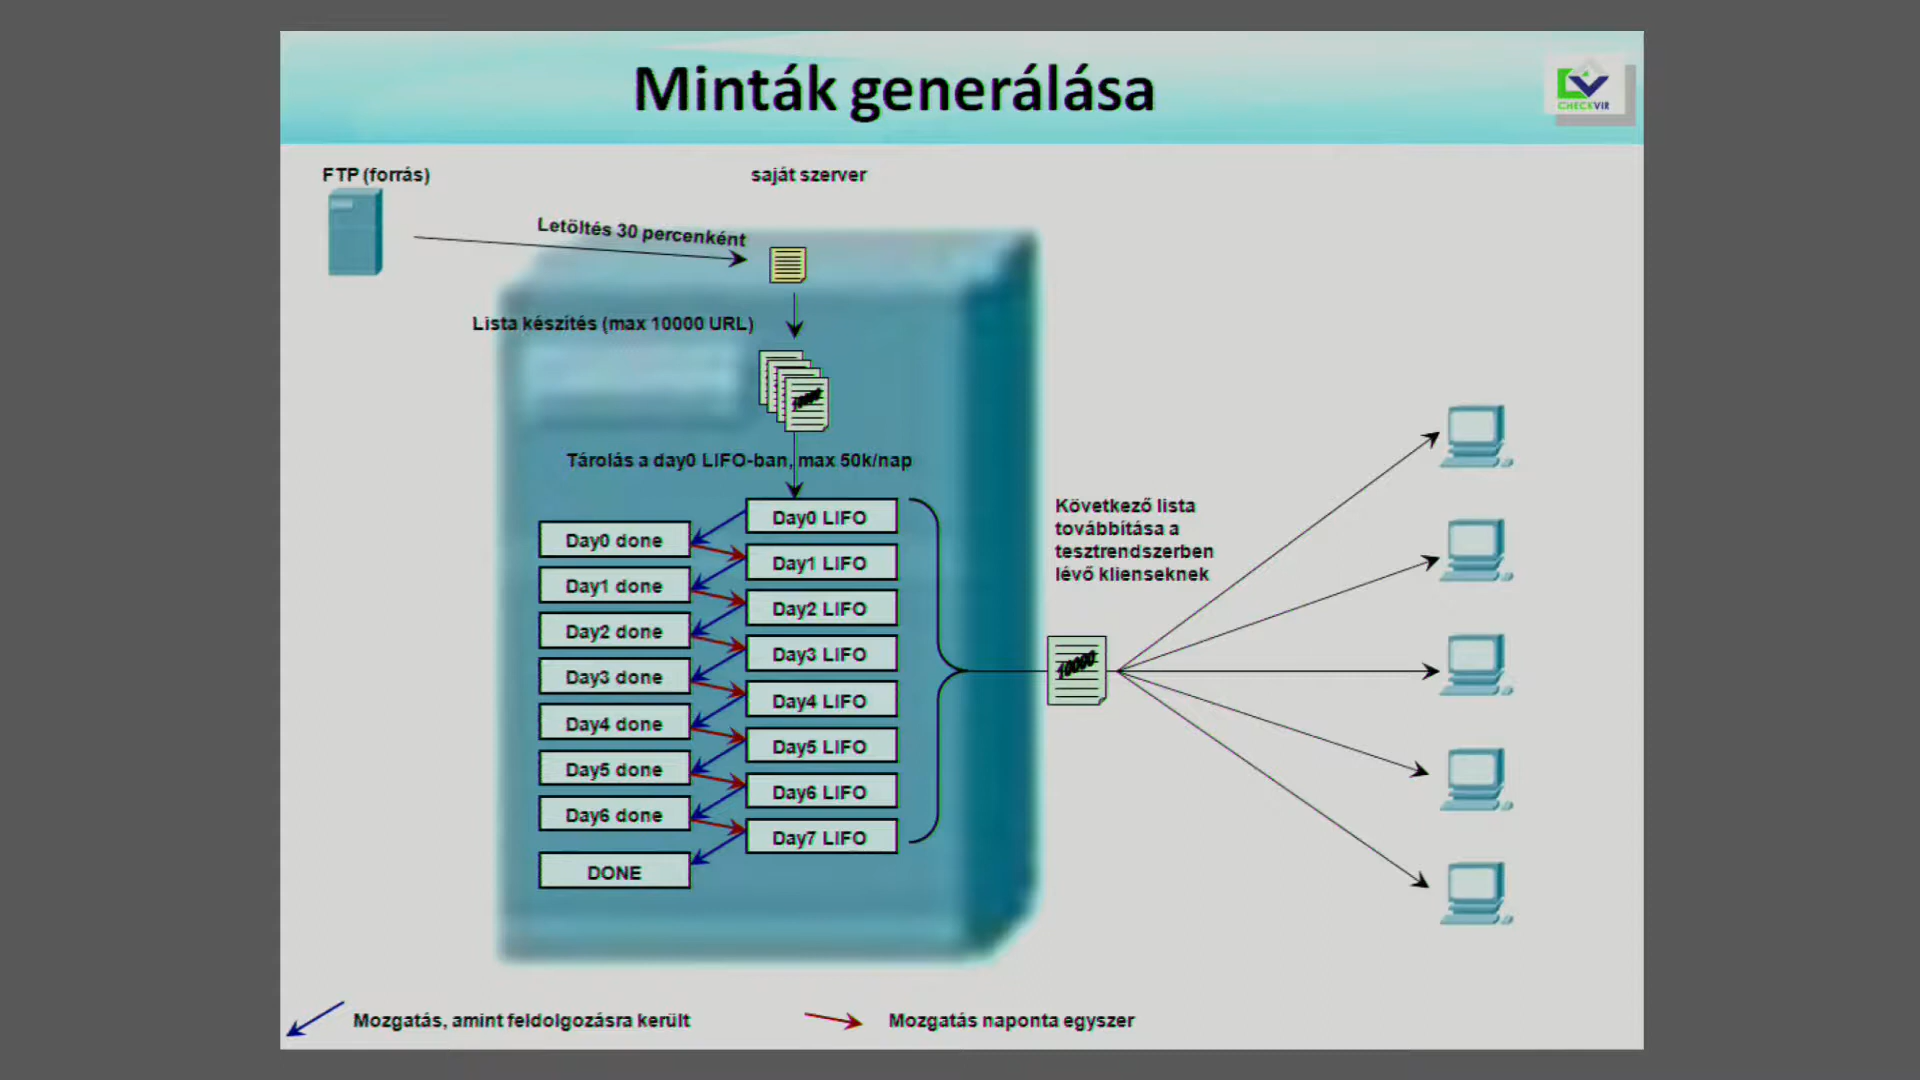 Minták generálása
CHECKVIR
FTP (forrás)
saját szerver
Letöltés 30 percenként
Lista készítés (max 10000 URL)
Tárolás a day0 LIFO-ban, max 50k/nap
Day0 LIFO
Day0 done
Day1 LIFO
Day1 done
Day2 LIFO
Day2 done
Day3 LIFO
Day3 done
Day4 LIFO
Day4 done
Day5 LIFO
Day5 done
Day6 LIFO
Day6 done
Day7 LIFO
DONE
Következő lista
továbbítása a
tesztrendszerben
lévő klienseknek
10000
Mozgatás, amint feldolgozásra került
Mozgatás naponta egyszer